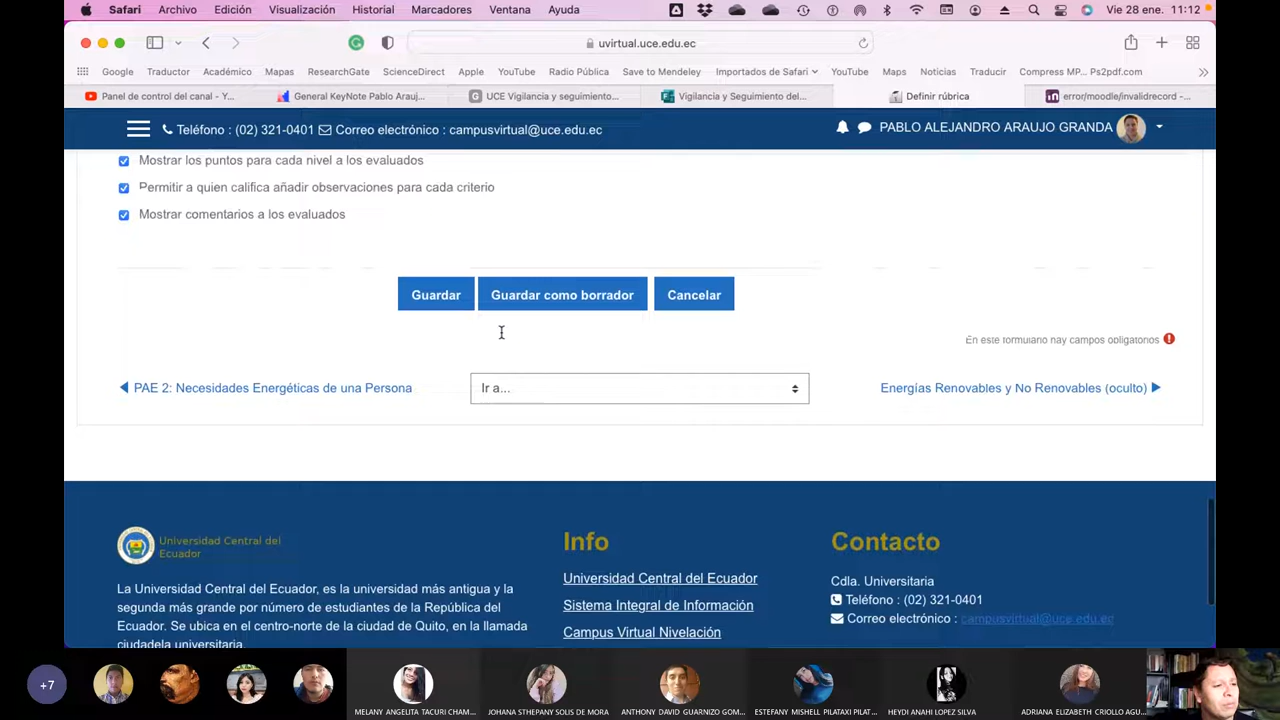 Safari Archivo Edición Visualización Historial Marcadores Ventana Ayuda Vie 28 ene. 11:12
uvirtual.uce.edu.ec
Google Traductor Académico Mapas ResearchGate ScienceDirect Apple YouTube Radio Pública Save to Mendeley Importados de Safari YouTube Maps Noticias Traducir Compress MP... Ps2pdf.com
Panel de control del canal - Y... General KeyNote Pablo Arauj... UCE Vigilancia y seguimiento... Vigilancia y Seguimiento del... Definir rúbrica error/moodle/invalidrecord -...
Teléfono : (02) 321-0401 Correo electrónico : campusvirtual@uce.edu.ec PABLO ALEJANDRO ARAUJO GRANDA
Mostrar los puntos para cada nivel a los evaluados
Permitir a quien califica añadir observaciones para cada criterio
Mostrar comentarios a los evaluados
Guardar Guardar como borrador Cancelar
En este formulario hay campos obligatorios
PAE 2: Necesidades Energéticas de una Persona Ir a... Energías Renovables y No Renovables (oculto)
Universidad Central del
Ecuador
Info
Contacto
La Universidad Central del Ecuador, es la universidad más antigua y la
segunda más grande por número de estudiantes de la República del
Ecuador. Se ubica en el centro-norte de la ciudad de Quito, en la llamada
ciudadela universitaria.
Universidad Central del Ecuador
Sistema Integral de Información
Campus Virtual Nivelación
Cdla. Universitaria
Teléfono : (02) 321-0401
Correo electrónico : campusvirtual@uce.edu.ec
+7
MELANY ANGELITA TACURI CHAM... JOHANA STHEPANY SOLIS DE MORA ANTHONY DAVID GUARNIZO GOM... ESTEFANY MISHELL PILATAXI PILAT... HEYDI ANAHI LOPEZ SILVA ADRIANA ELIZABETH CRIOLLO AGU...